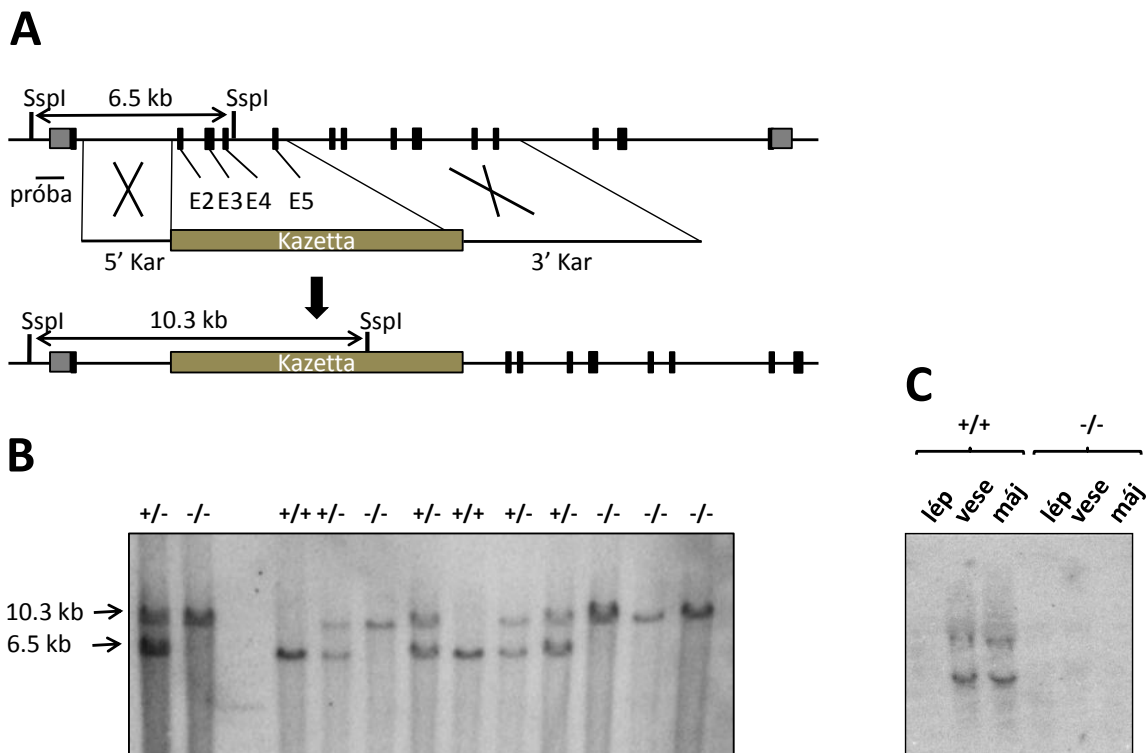 A
SspI 6.5 kb SspI
próba
E2 E3 E4 E5
Kazetta
5’ Kar 3’ Kar
SspI 10.3 kb SspI
Kazetta
B
+/- -/- +/+ +/- -/- +/- +/+ +/- +/- -/- -/- -/-
10.3 kb
6.5 kb
C
+/+ -/-
lép vese máj lép vese máj